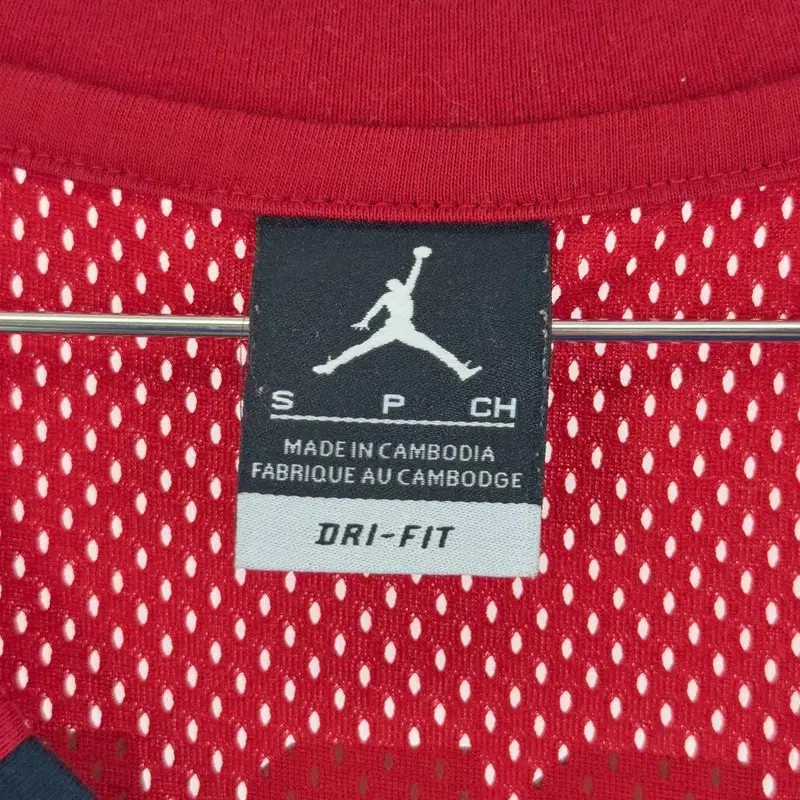 S P CH
MADE IN CAMBODIA
FABRIQUE AU CAMBODGE
DRI-FIT